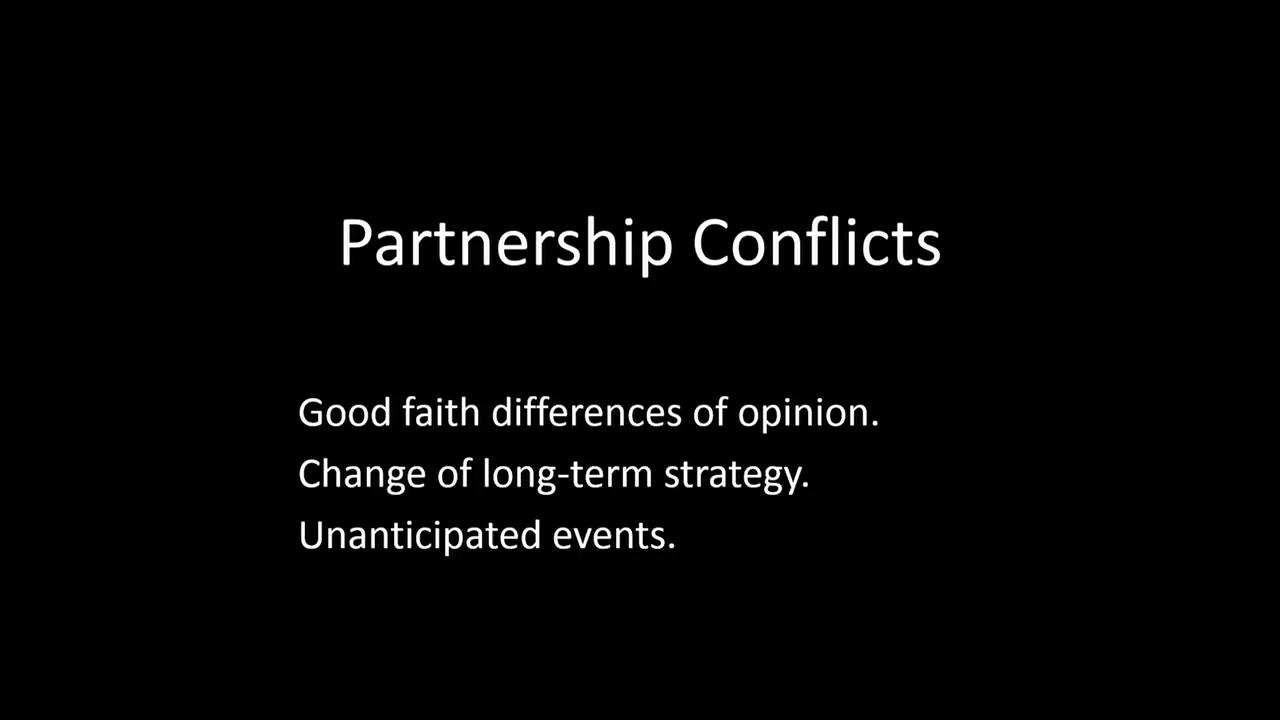 Partnership Conflicts
Good faith differences of opinion.
Change of long-term strategy.
Unanticipated events.